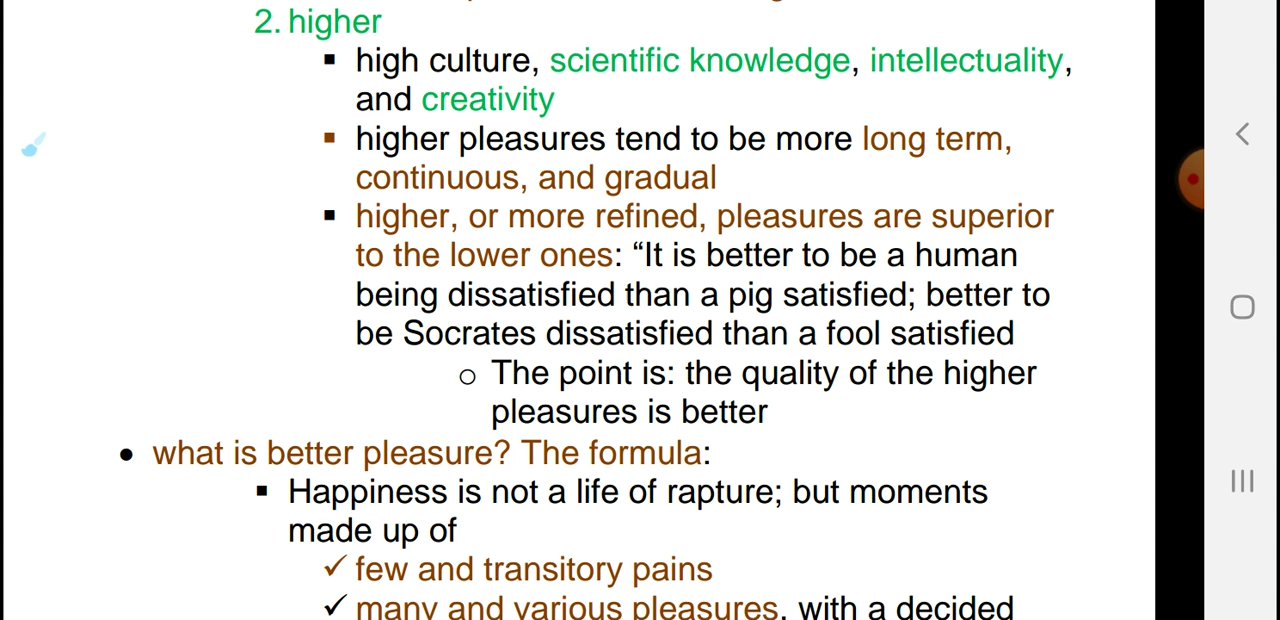 2. higher
▪ high culture, scientific knowledge, intellectuality,
and creativity
▪ higher pleasures tend to be more long term,
continuous, and gradual
▪ higher, or more refined, pleasures are superior
to the lower ones: “It is better to be a human
being dissatisfied than a pig satisfied; better to
be Socrates dissatisfied than a fool satisfied
o The point is: the quality of the higher
pleasures is better
• what is better pleasure? The formula:
▪ Happiness is not a life of rapture; but moments
made up of
✓ few and transitory pains
✓ many and various pleasures, with a decided